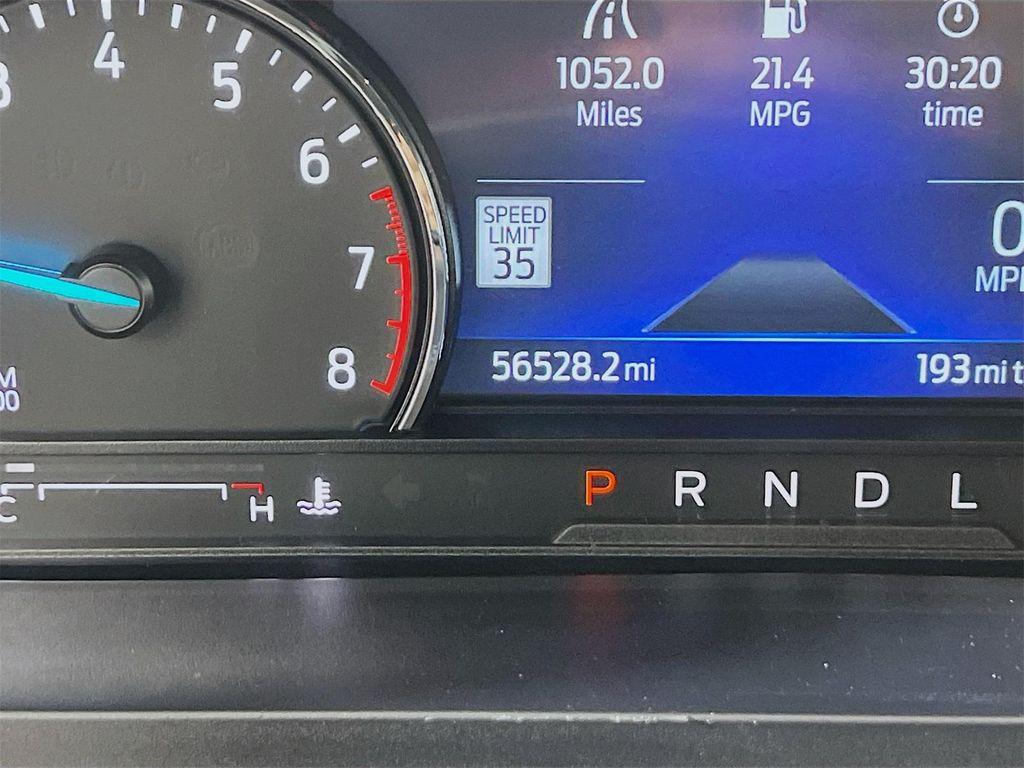 4
5
6
7
8
1052.0 21.4 30:20
Miles MPG time
SPEED
LIMIT
35
0
56528.2 mi 193 mi t
C H
P R N D L